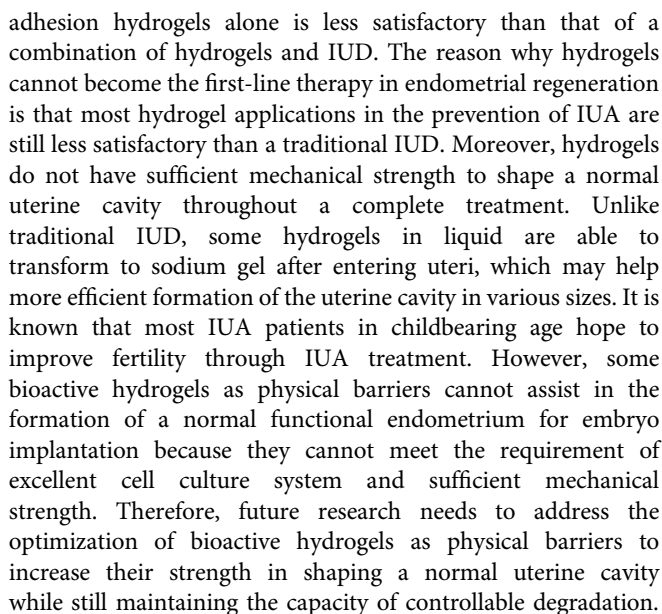 adhesion hydrogels alone is less satisfactory than that of a
combination of hydrogels and IUD. The reason why hydrogels
cannot become the first-line therapy in endometrial regeneration
is that most hydrogel applications in the prevention of IUA are
still less satisfactory than a traditional IUD. Moreover, hydrogels
do not have sufficient mechanical strength to shape a normal
uterine cavity throughout a complete treatment. Unlike
traditional IUD, some hydrogels in liquid are able to
transform to sodium gel after entering uteri, which may help
more efficient formation of the uterine cavity in various sizes. It is
known that most IUA patients in childbearing age hope to
improve fertility through IUA treatment. However, some
bioactive hydrogels as physical barriers cannot assist in the
formation of a normal functional endometrium for embryo
implantation because they cannot meet the requirement of
excellent cell culture system and sufficient mechanical
strength. Therefore, future research needs to address the
optimization of bioactive hydrogels as physical barriers to
increase their strength in shaping a normal uterine cavity
while still maintaining the capacity of controllable degradation.